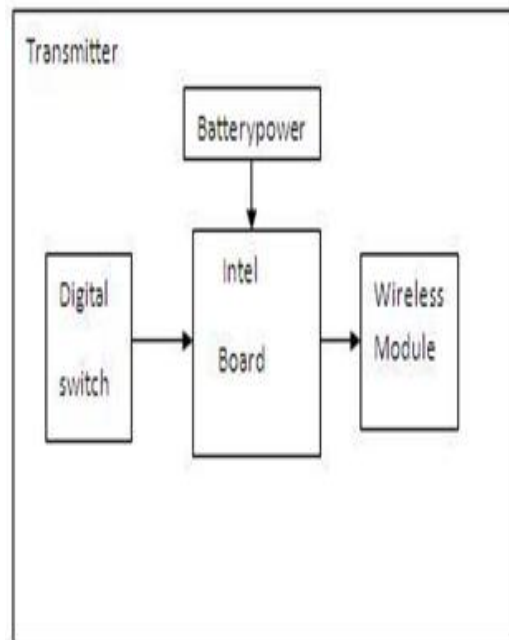 Transmitter
Batterypower
Digital
switch
Intel
Board
Wireless
Module